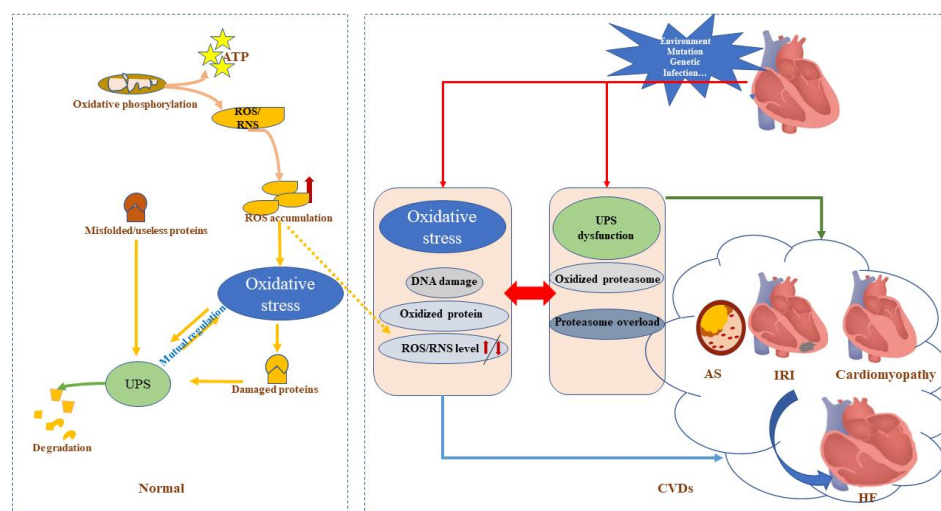 ATP
Oxidative phosphorylation
ROS/
RNS
ROS accumulation
Misfolded/useless proteins
Oxidative
stress
Mutual regulation
UPS
Damaged proteins
Degradation
Normal
Environment
Mutation
Genetic
Infection...
Oxidative
stress
DNA damage
Oxidized protein
ROS/RNS level
UPS
dysfunction
Oxidized proteasome
Proteasome overload
AS
IRI
Cardiomyopathy
HF
CVDs